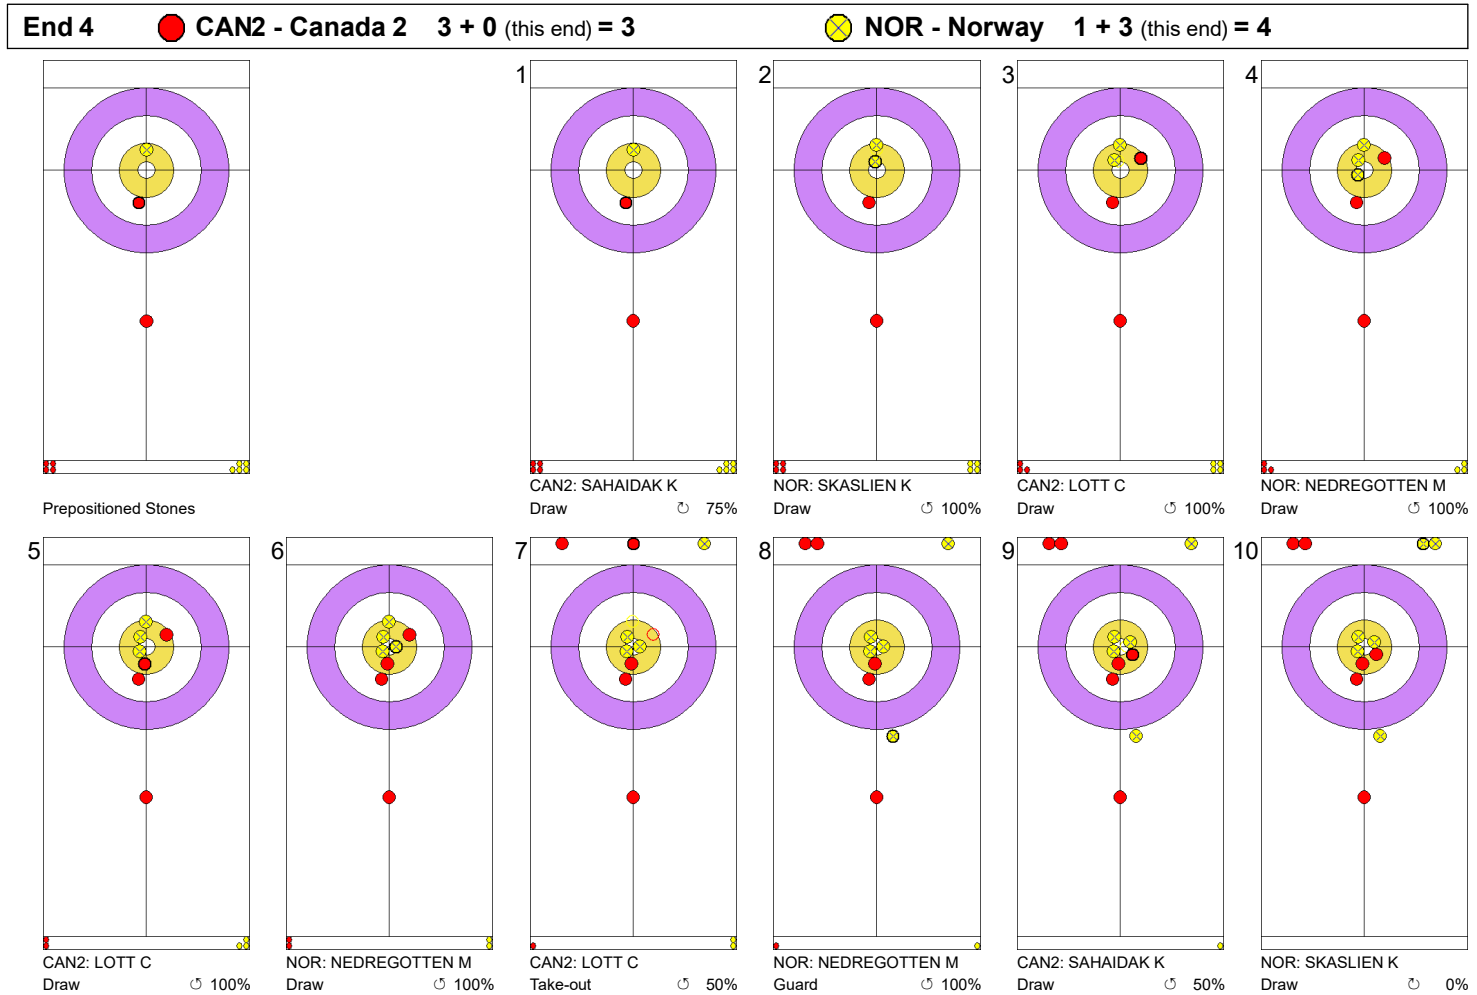 End 4 CAN2 - Canada 2 3 + 0 (this end) = 3 NOR - Norway 1 + 3 (this end) = 4
1 2 3 4
CAN2: SAHAIDAK K NOR: SKASLIEN K CAN2: LOTT C NOR: NEDREGOTTEN M
Prepositioned Stones Draw ↻ 75% Draw ↺ 100% Draw ↺ 100% Draw ↺ 100%
5 6 7 8 9 10
CAN2: LOTT C NOR: NEDREGOTTEN M CAN2: LOTT C NOR: NEDREGOTTEN M CAN2: SAHAIDAK K NOR: SKASLIEN K
Draw ↺ 100% Draw ↺ 100% Take-out ↺ 50% Guard ↺ 100% Draw ↺ 50% Draw ↺ 0%